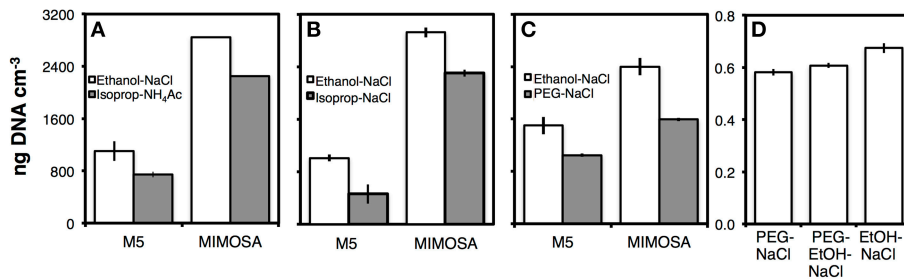 ng DNA cm⁻³
3200
2400
1600
800
0
A
Ethanol-NaCl
Isoprop-NH₄Ac
M5 MIMOSA
B
Ethanol-NaCl
Isoprop-NaCl
M5 MIMOSA
C
Ethanol-NaCl
PEG-NaCl
M5 MIMOSA
0.8
0.6
0.4
0.2
0.0
D
PEG-NaCl
PEG-EtOH-NaCl
EtOH-NaCl